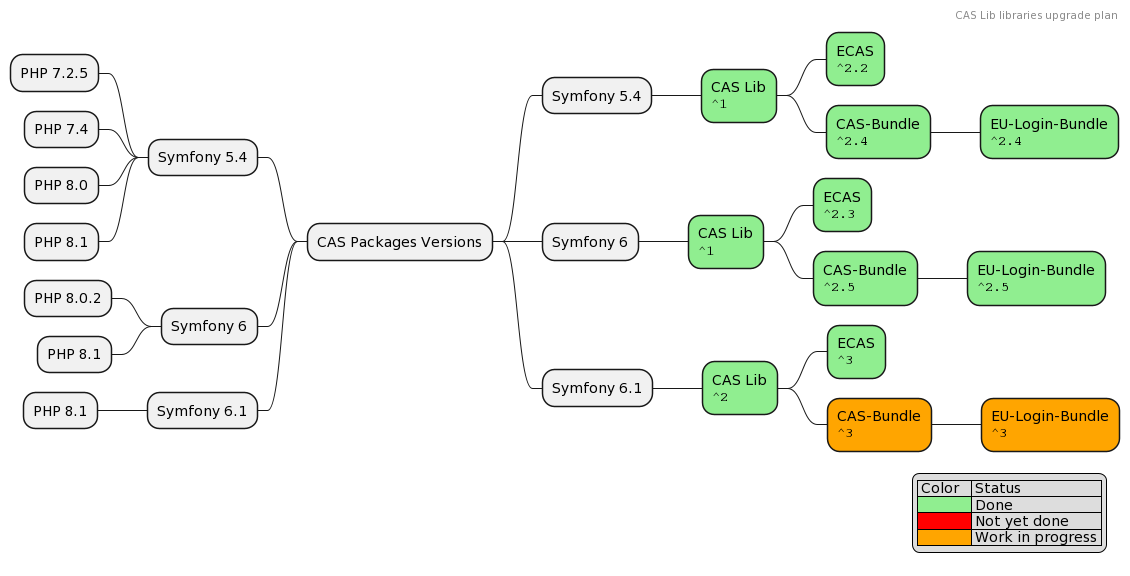 CAS Lib libraries upgrade plan
PHP 7.2.5
PHP 7.4
PHP 8.0
PHP 8.1
Symfony 5.4
PHP 8.0.2
PHP 8.1
Symfony 6
PHP 8.1
Symfony 6.1
CAS Packages Versions
Symfony 5.4
CAS Lib
^1
ECAS
^2.2
CAS-Bundle
^2.4
EU-Login-Bundle
^2.4
Symfony 6
CAS Lib
^1
ECAS
^2.3
CAS-Bundle
^2.5
EU-Login-Bundle
^2.5
Symfony 6.1
CAS Lib
^2
ECAS
^3
CAS-Bundle
^3
EU-Login-Bundle
^3
Color Status
Done
Not yet done
Work in progress